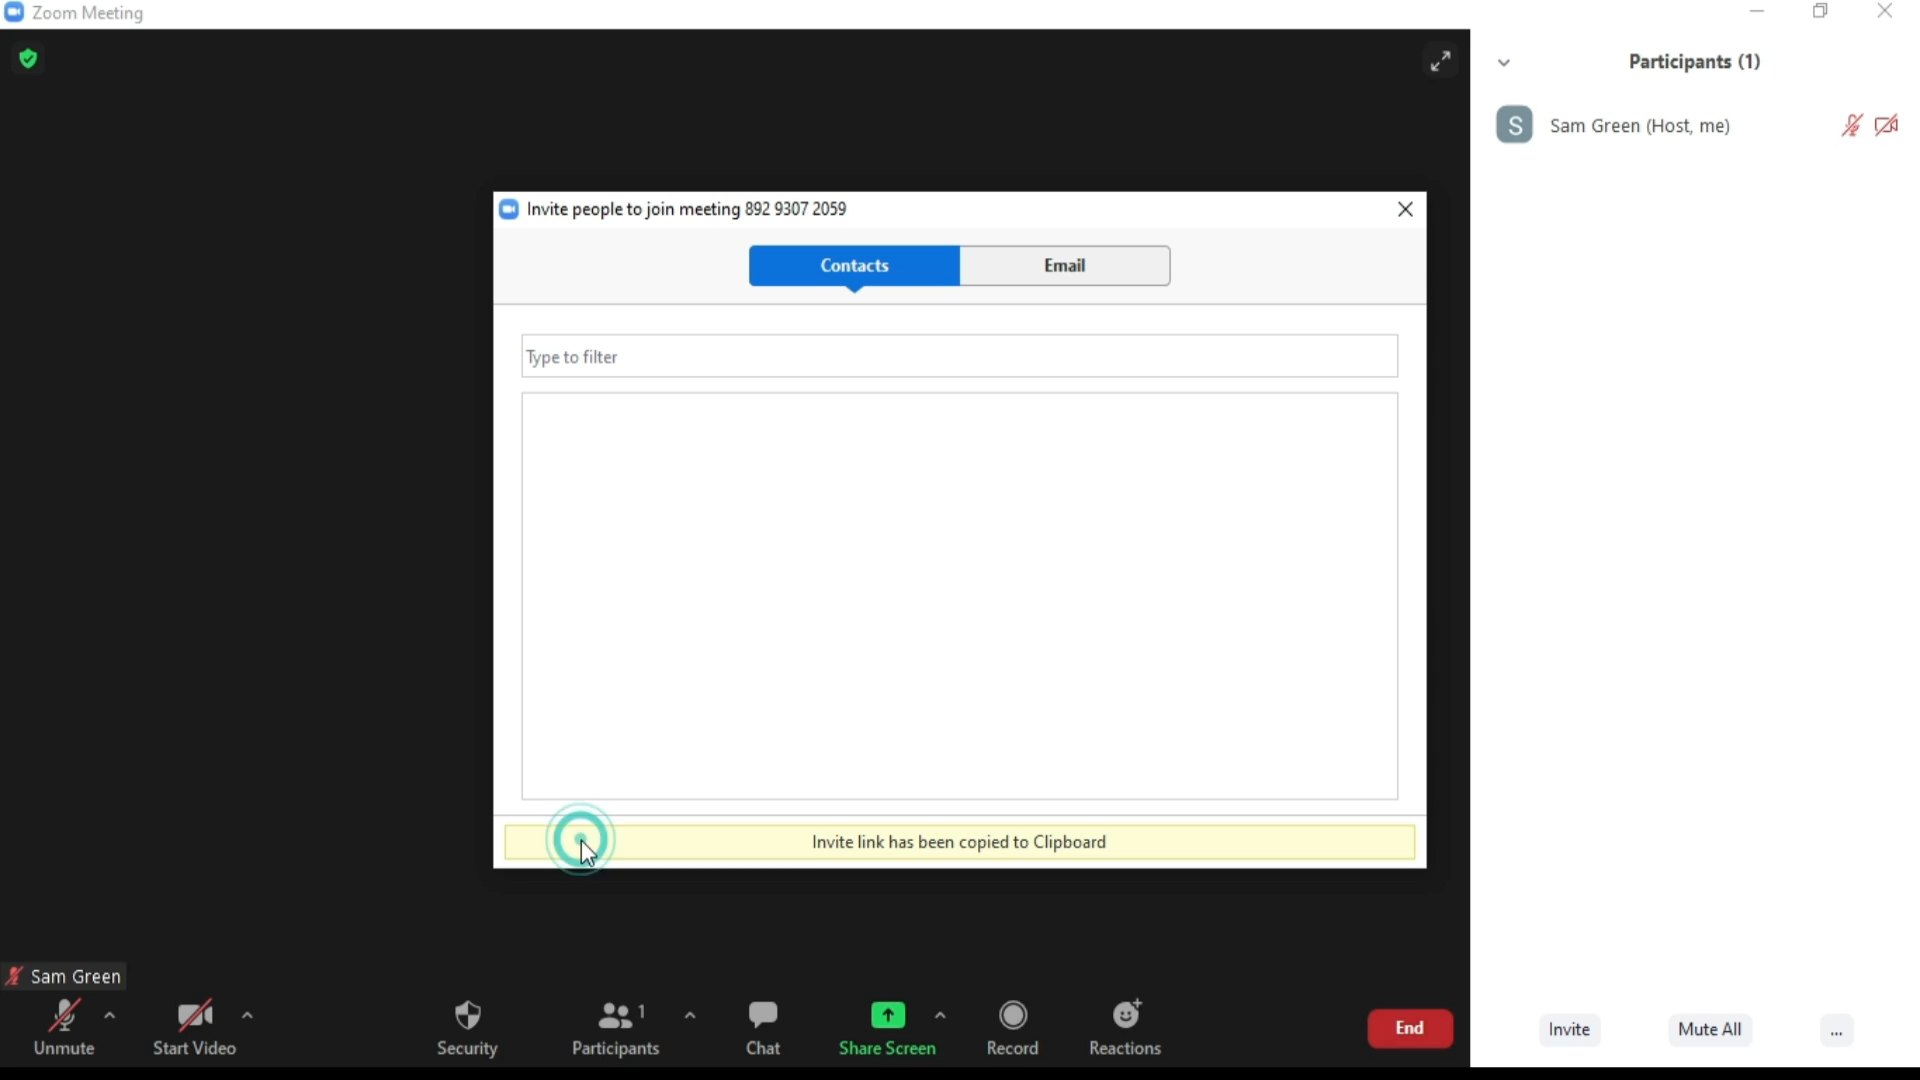 Zoom Meeting
Participants (1)
S Sam Green (Host, me)
Invite people to join meeting 892 9307 2059
Contacts Email
Type to filter
Invite link has been copied to Clipboard
Sam Green
1
Unmute Start Video Security Participants Chat Share Screen Record Reactions End
Invite Mute All ...